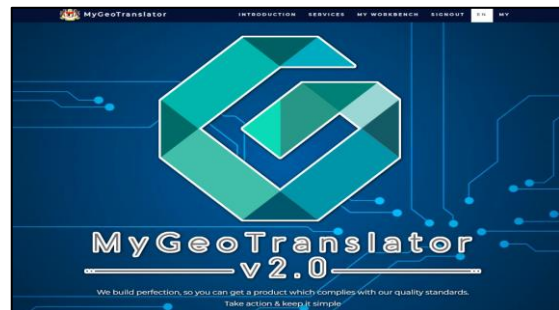 MyGeoTranslator INTRODUCTION SERVICES MY WORKBENCH SIGNOUT EN MY
MyGeoTranslator
v2.0
We build perfection, so you can get a product which complies with our quality standards.
Take action & keep it simple